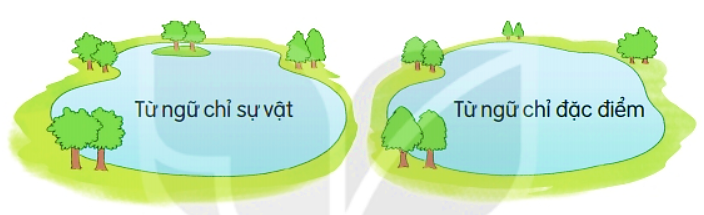 Từ ngữ chỉ sự vật
Từ ngữ chỉ đặc điểm